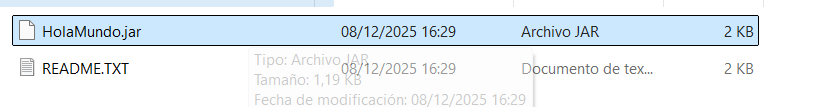 HolaMundo.jar 08/12/2025 16:29 Archivo JAR 2 KB
README.TXT 08/12/2025 16:29 Documento de tex... 2 KB
Tipo: Archivo JAR
Tamaño: 1,19 KB
Fecha de modificación: 08/12/2025 16:29